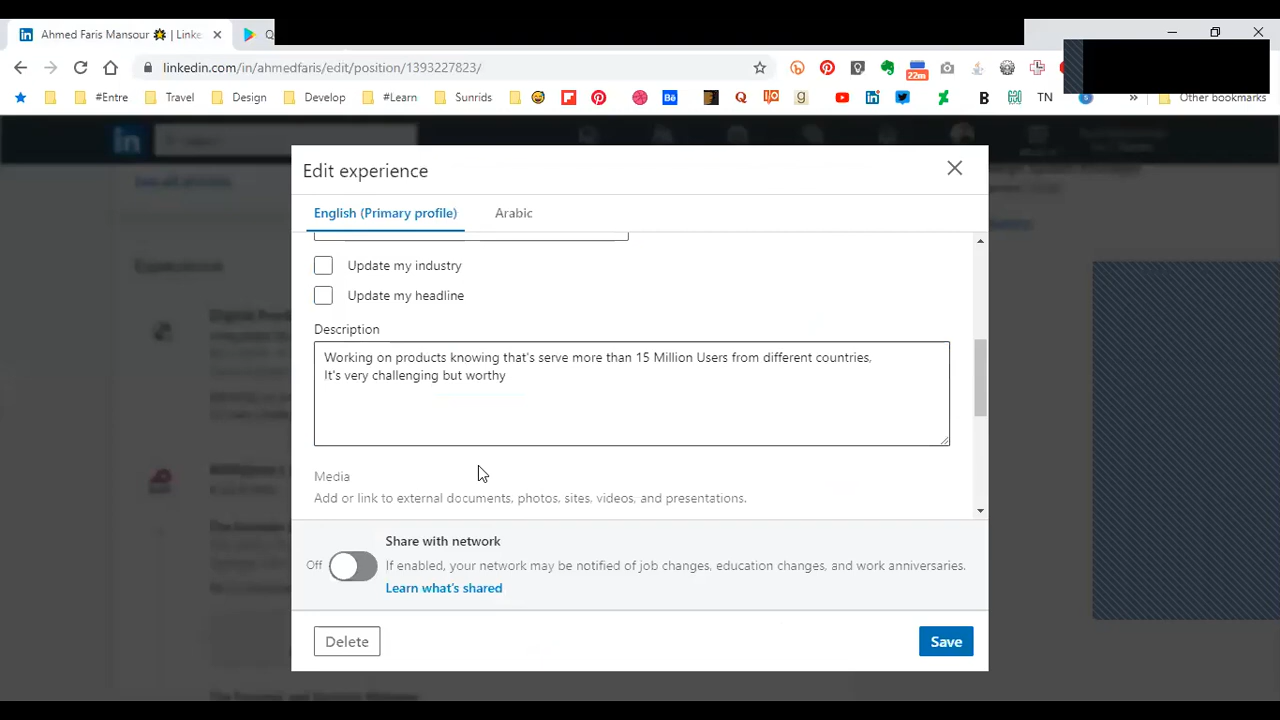 Ahmed Faris Mansour | Linke
Q
linkedin.com/in/ahmedfaris/edit/position/1393227823/
22m
#Entre
Travel
Design
Develop
#Learn
Sunrids
TN
»
Other bookmarks
Edit experience
English (Primary profile)
Arabic
Update my industry
Update my headline
Description
Working on products knowing that's serve more than 15 Million Users from different countries,
It's very challenging but worthy
Media
Add or link to external documents, photos, sites, videos, and presentations.
Share with network
Off
If enabled, your network may be notified of job changes, education changes, and work anniversaries.
Learn what's shared
Delete
Save